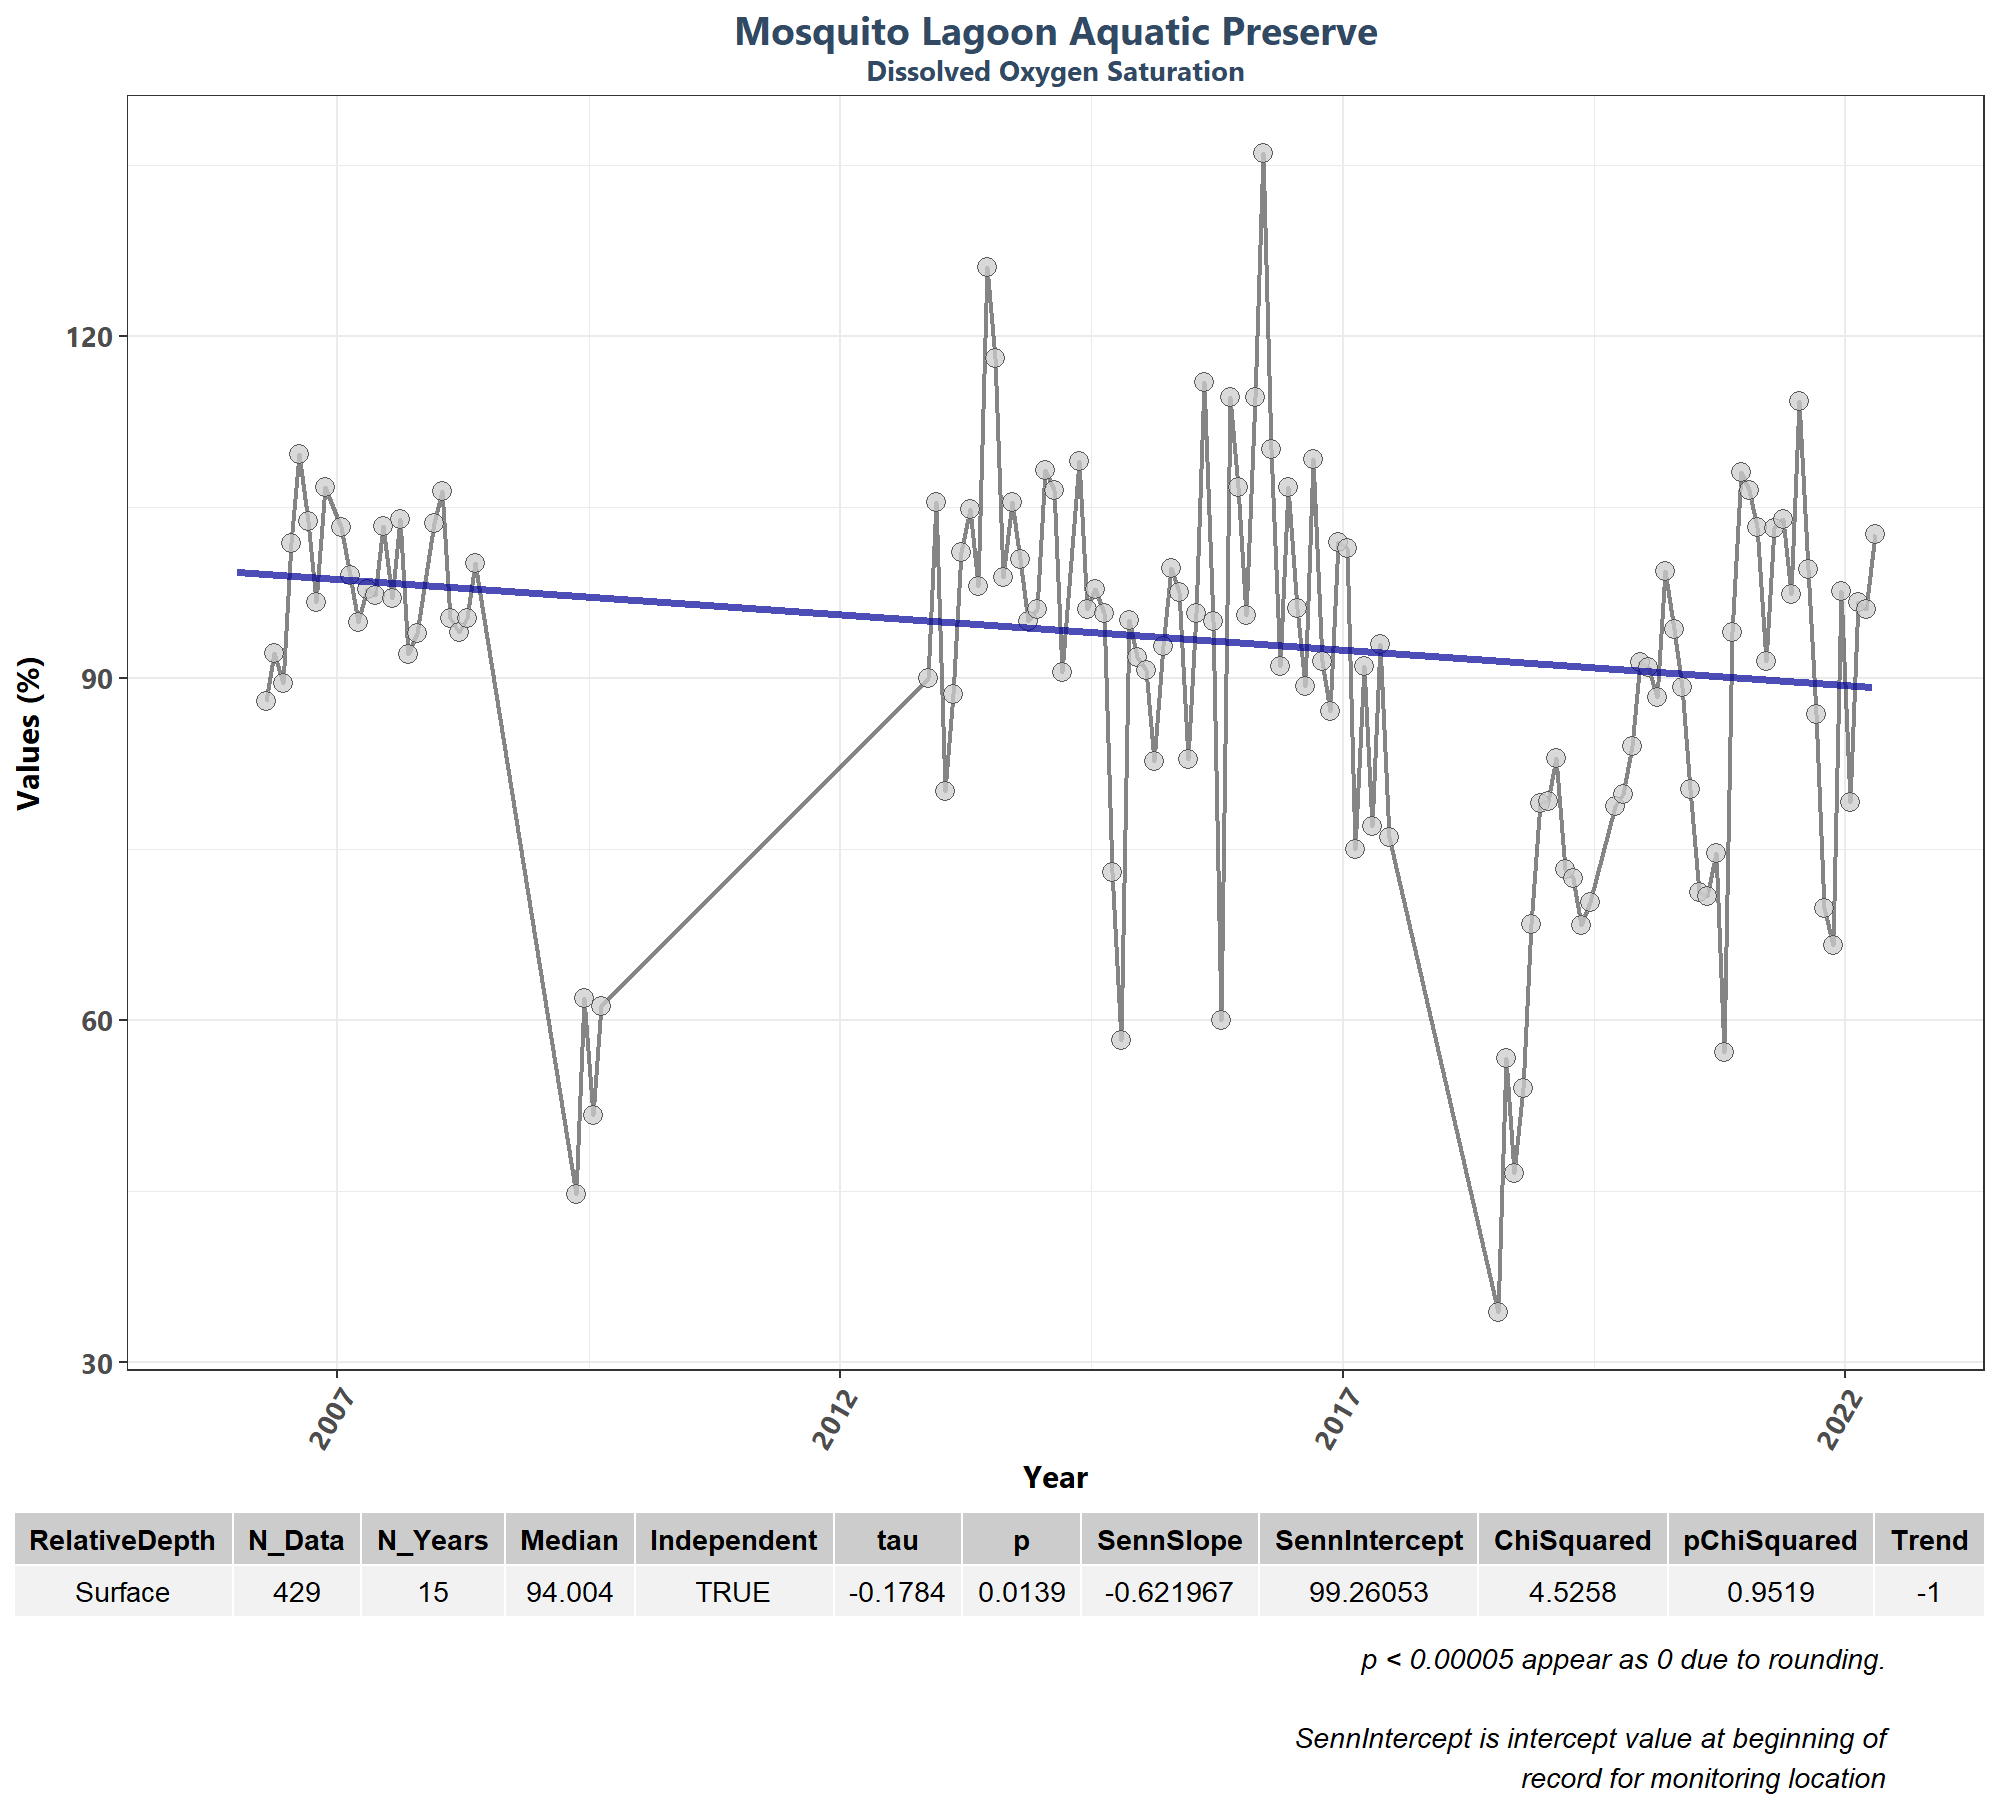 Mosquito Lagoon Aquatic Preserve
Dissolved Oxygen Saturation
Values (%)
120
90
60
30
2007 2012 2017 2022
Year
RelativeDepth N_Data N_Years Median Independent tau p SennSlope SennIntercept ChiSquared pChiSquared Trend
Surface 429 15 94.004 TRUE -0.1784 0.0139 -0.621967 99.26053 4.5258 0.9519 -1
p < 0.00005 appear as 0 due to rounding.
SennIntercept is intercept value at beginning of
record for monitoring location